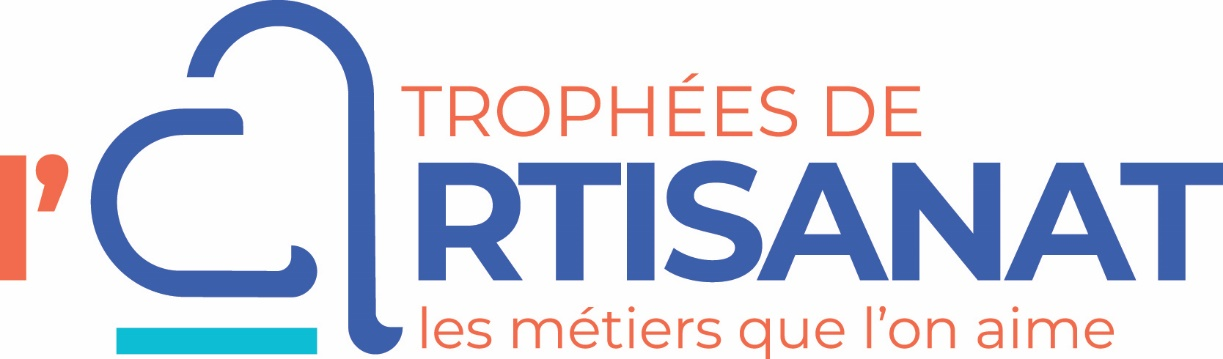 TROPHÉES DE
l'ARTISANAT
les métiers que l'on aime